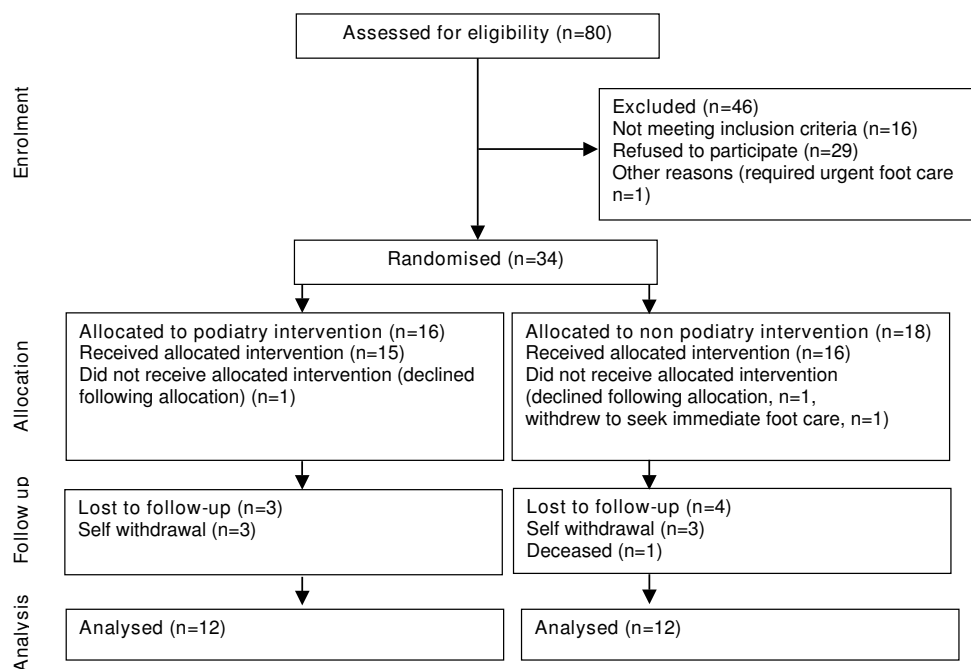 Assessed for eligibility (n=80)
Enrolment
Excluded (n=46)
Not meeting inclusion criteria (n=16)
Refused to participate (n=29)
Other reasons (required urgent foot care
n=1)
Randomised (n=34)
Allocation
Allocated to podiatry intervention (n=16)
Received allocated intervention (n=15)
Did not receive allocated intervention (declined
following allocation) (n=1)
Allocated to non podiatry intervention (n=18)
Received allocated intervention (n=16)
Did not receive allocated intervention
(declined following allocation, n=1,
withdrew to seek immediate foot care, n=1)
Follow up
Lost to follow-up (n=3)
Self withdrawal (n=3)
Lost to follow-up (n=4)
Self withdrawal (n=3)
Deceased (n=1)
Analysis
Analysed (n=12)
Analysed (n=12)